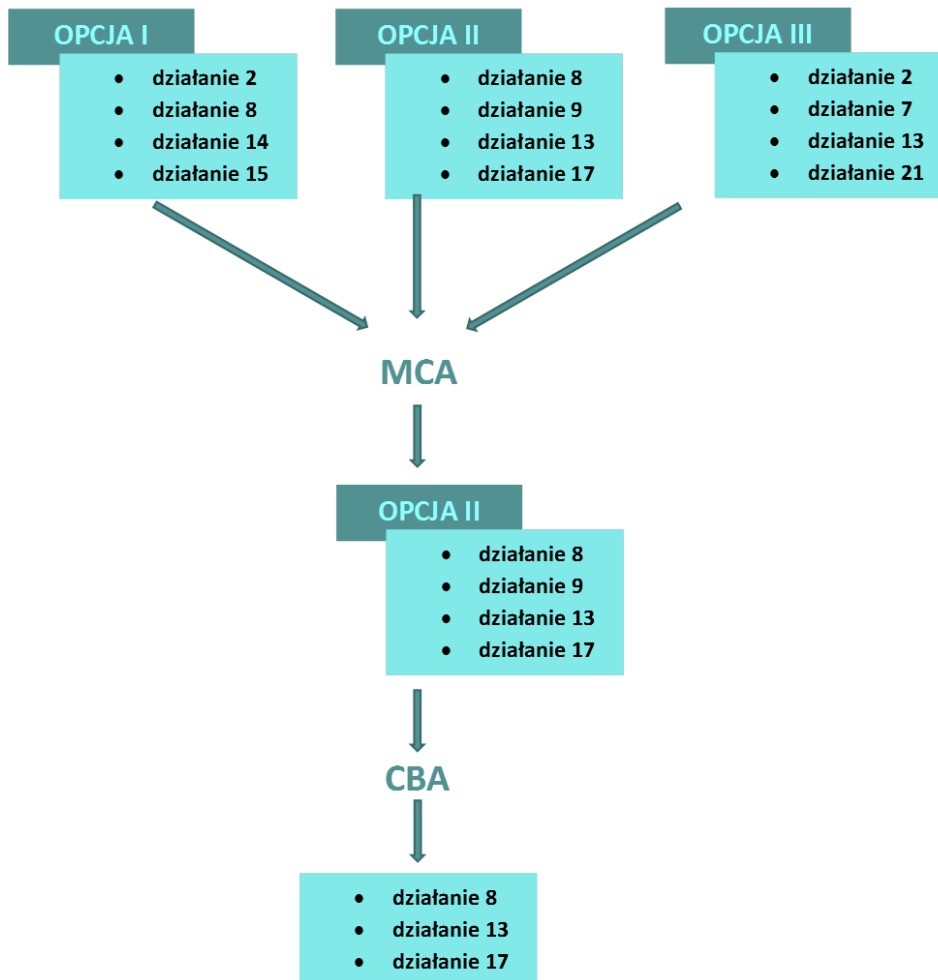 OPCJA I
• działanie 2
• działanie 8
• działanie 14
• działanie 15
OPCJA II
• działanie 8
• działanie 9
• działanie 13
• działanie 17
OPCJA III
• działanie 2
• działanie 7
• działanie 13
• działanie 21
MCA
OPCJA II
• działanie 8
• działanie 9
• działanie 13
• działanie 17
CBA
• działanie 8
• działanie 13
• działanie 17